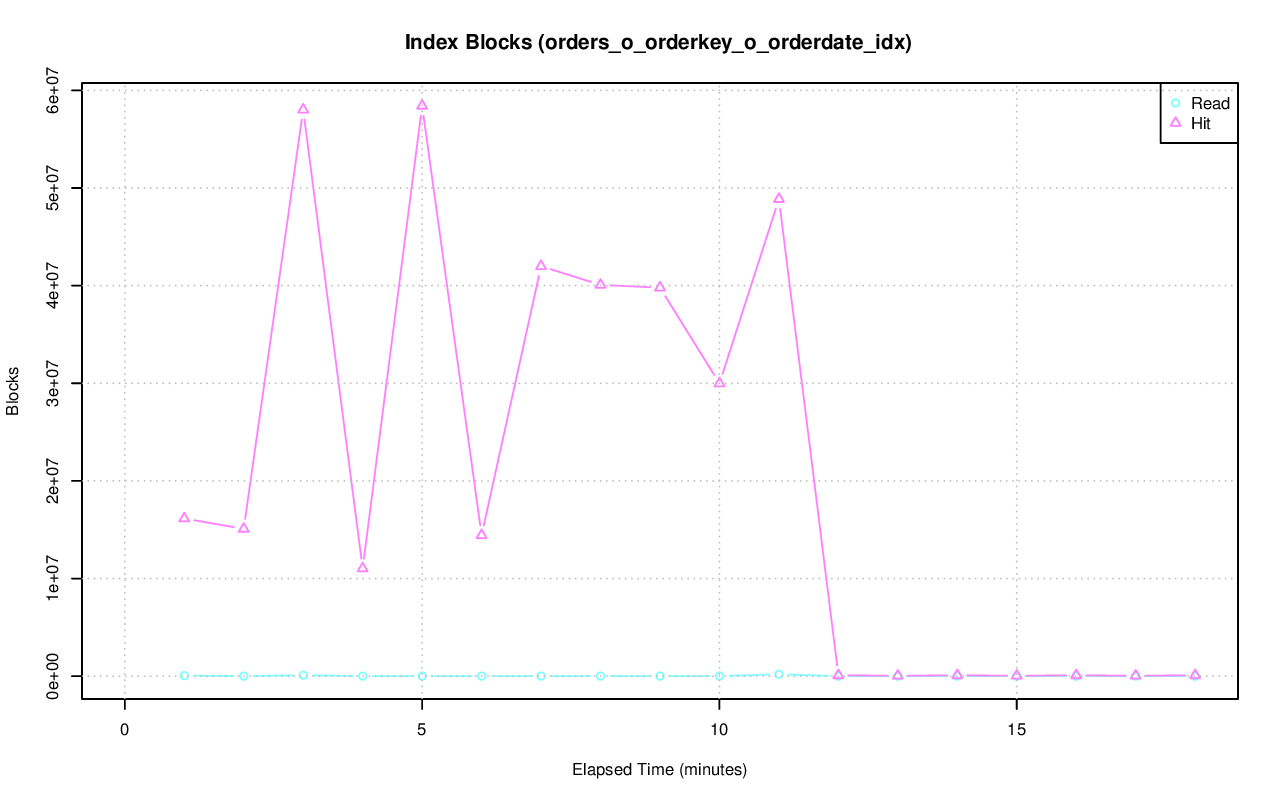 Index Blocks (orders_o_orderkey_o_orderdate_idx)
Read
Hit
Blocks
6e+07
5e+07
4e+07
3e+07
2e+07
1e+07
0e+00
0 5 10 15
Elapsed Time (minutes)